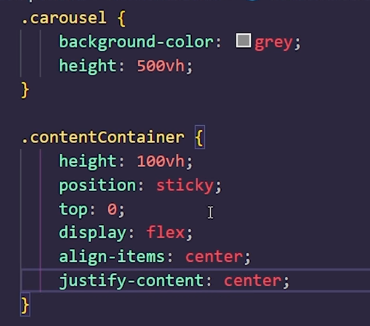 .carousel {
background-color: grey;
height: 500vh;
}
.contentContainer {
height: 100vh;
position: sticky;
top: 0;
display: flex;
align-items: center;
justify-content: center;
}